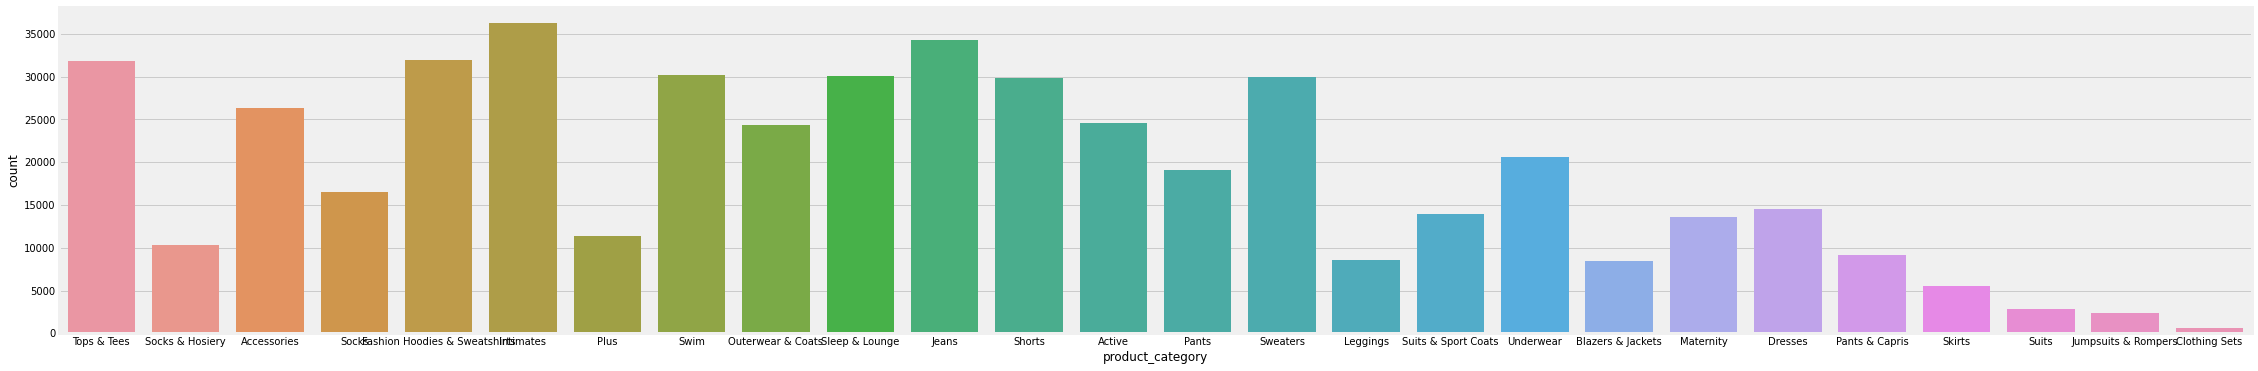 35000
30000
25000
20000
15000
10000
5000
0
count
Tops & Tees Socks & Hosiery Accessories Socks Fashion Hoodies & Sweatshirts Intimates Plus Swim Outerwear & Coats Sleep & Lounge Jeans Shorts Active Pants Sweaters Leggings Suits & Sport Coats Underwear Blazers & Jackets Maternity Dresses Pants & Capris Skirts Suits Jumpsuits & Rompers Clothing Sets
product_category